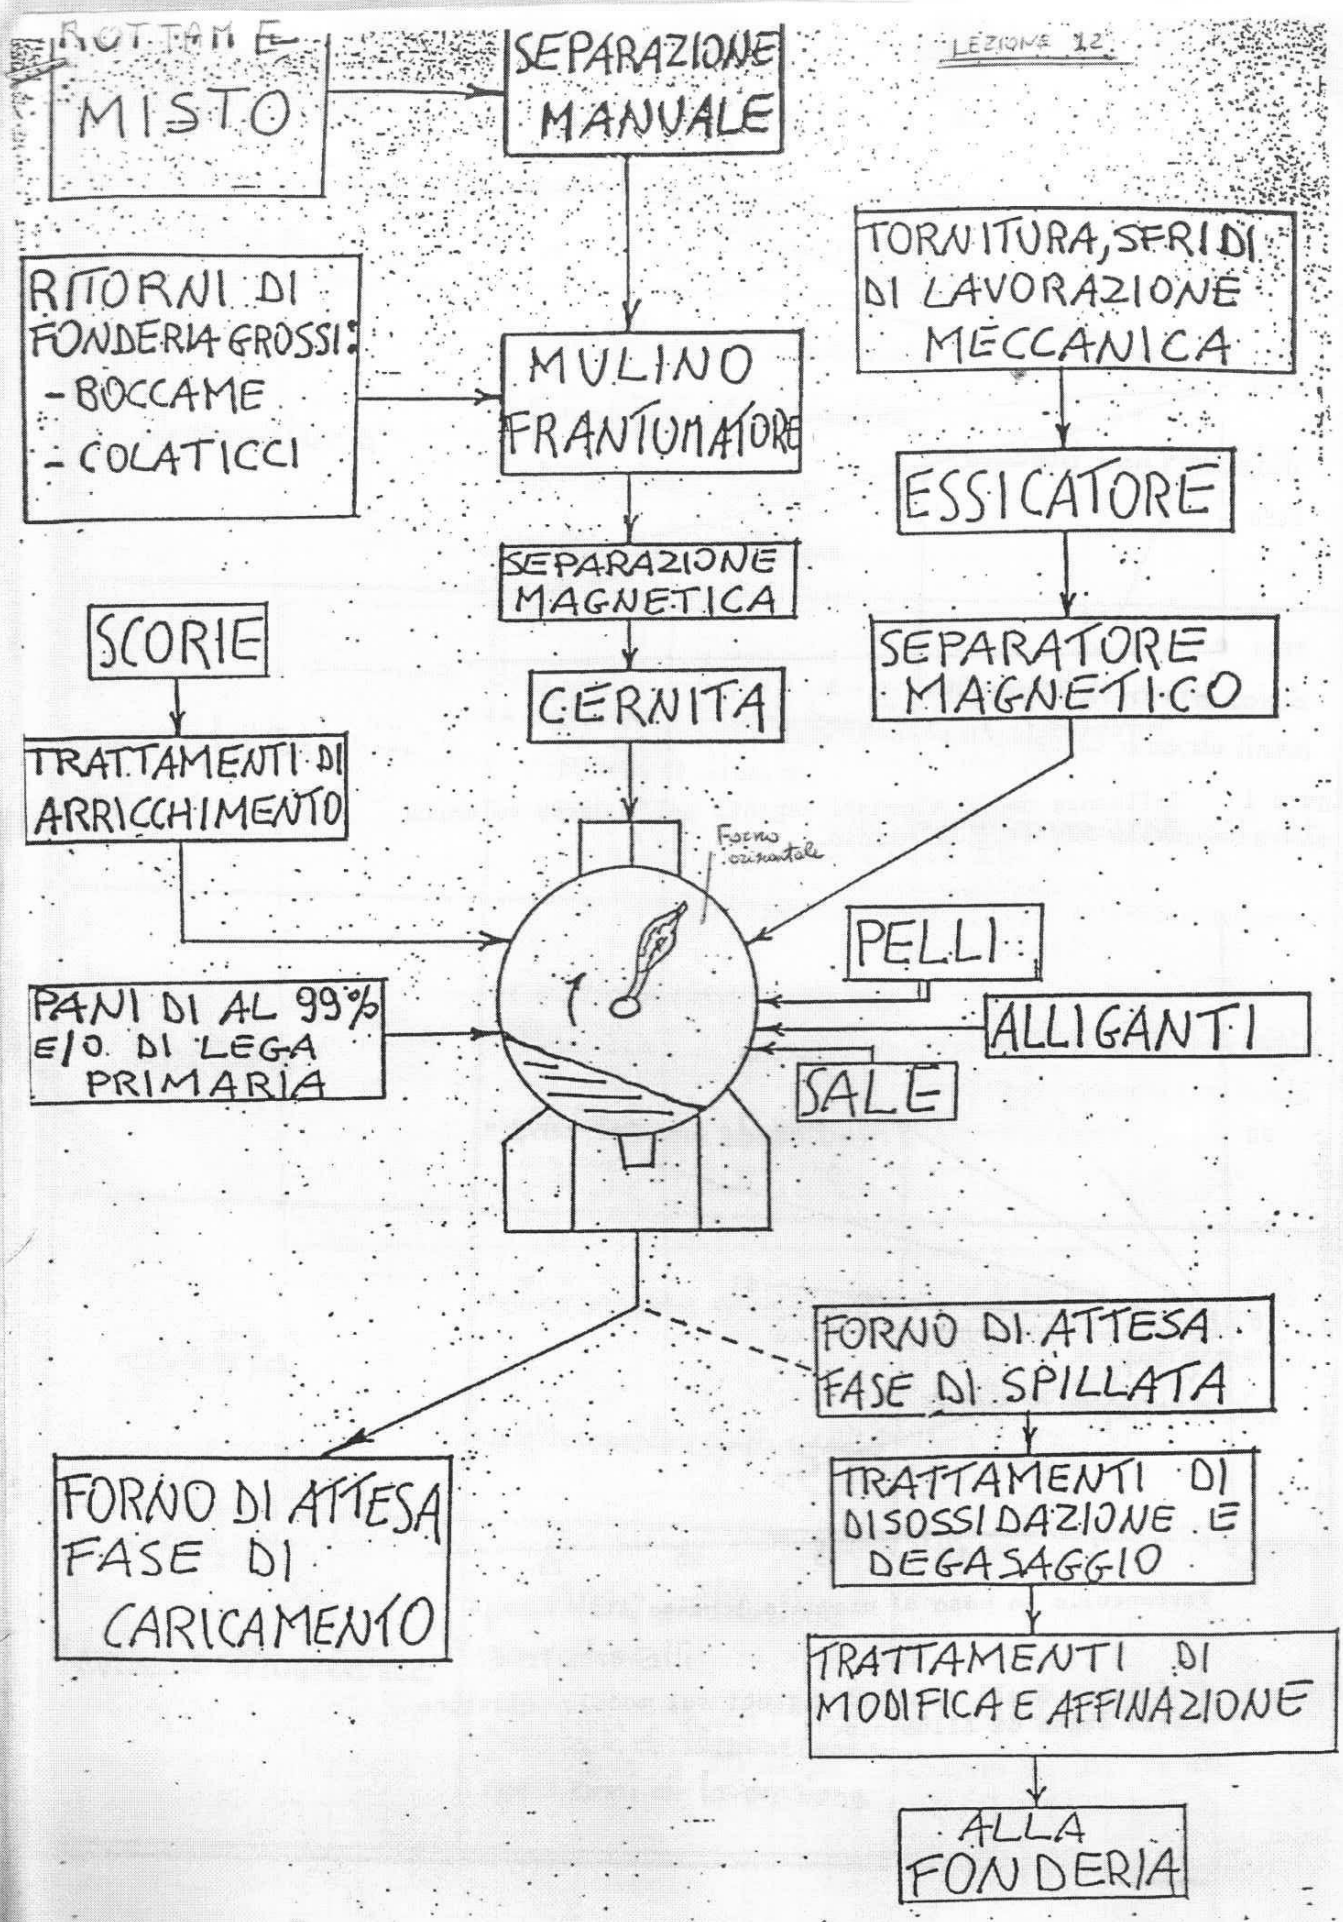 LEZIONE 12
ROTTAME
MISTO
SEPARAZIONE
MANUALE
TORNITURA, SFRIDI
DI LAVORAZIONE
MECCANICA
RITORNI DI
FONDERIA GROSSI:
- BOCCAME
- COLATICCI
MULINO
FRANTUMATORE
ESSICATORE
SEPARAZIONE
MAGNETICA
SCORIE
SEPARATORE
MAGNETICO
CERNITA
TRATTAMENTI DI
ARRICCHIMENTO
Forno
orizzontale
PELLI
PANI DI AL 99%
E/O DI LEGA
PRIMARIA
ALLIGANTI
SALE
FORNO DI ATTESA
FASE DI SPILLATA
FORNO DI ATTESA
FASE DI
CARICAMENTO
TRATTAMENTI DI
DISOSSIDAZIONE E
DEGASAGGIO
TRATTAMENTI DI
MODIFICA E AFFINAZIONE
ALLA
FONDERIA